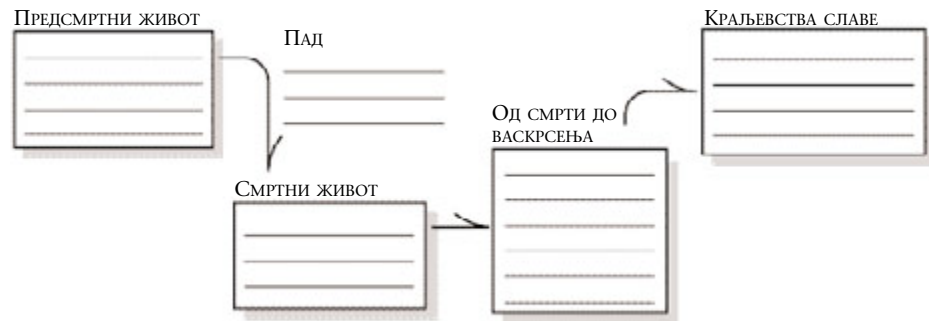 Предсмртни живот
Пад
Краљевства славе
Од смрти до
васкрсења
Смртни живот